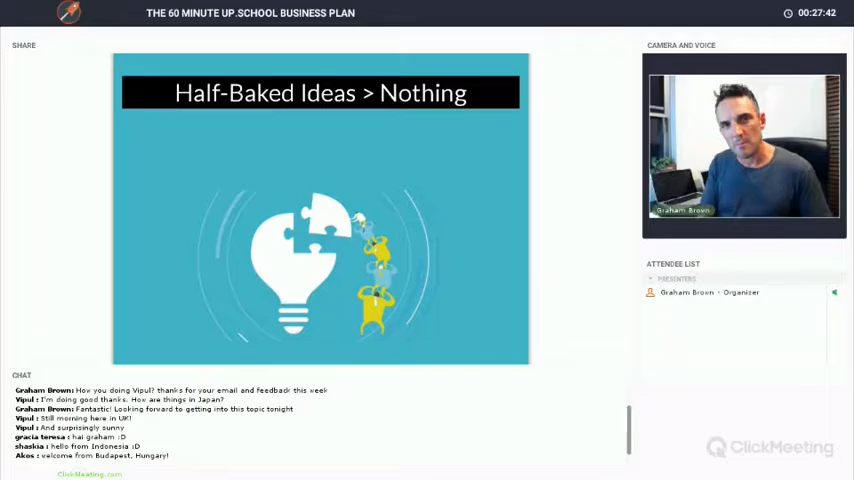 THE 60 MINUTE UP.SCHOOL BUSINESS PLAN
00:27:42
SHARE
Half-Baked Ideas > Nothing
CAMERA AND VOICE
Graham Brown
ATTENDEE LIST
PRESENTERS
Graham Brown - Organizer
CHAT
Graham Brown: How you doing Vipul? thanks for your email and feedback this week
Vipul : I'm doing good thanks. How are things in Japan?
Graham Brown: Fantastic! Looking forward to getting into this topic tonight
Vipul : Still morning here in UK!
Vipul : And surprisingly sunny
gracia teresa : hai graham :D
shaskia : hello from Indonesia :D
Akos : welcome from Budapest, Hungary!
ClickMeeting.com
ClickMeeting